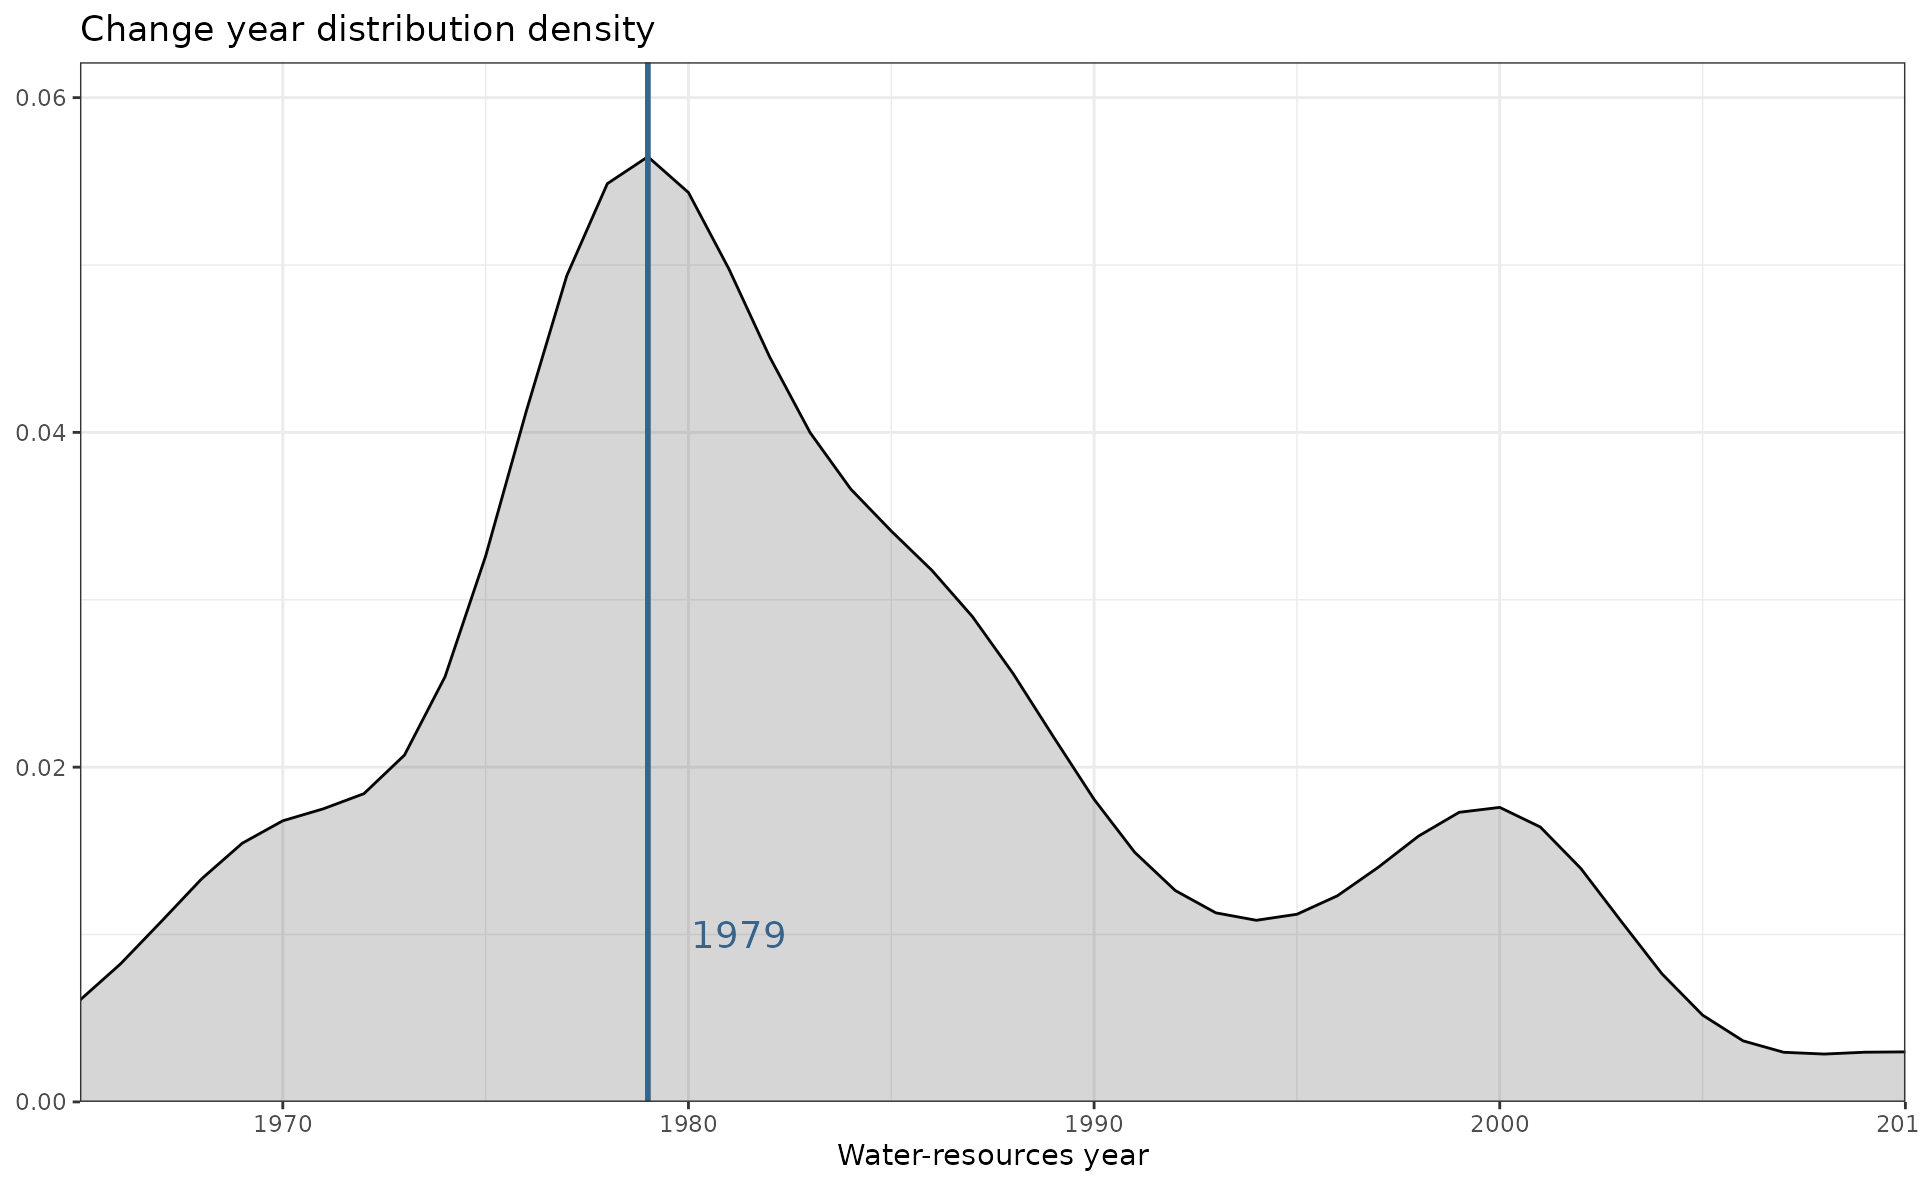 Change year distribution density
0.06
0.04
0.02
0.00
1979
1970 1980 1990 2000 201
Water-resources year